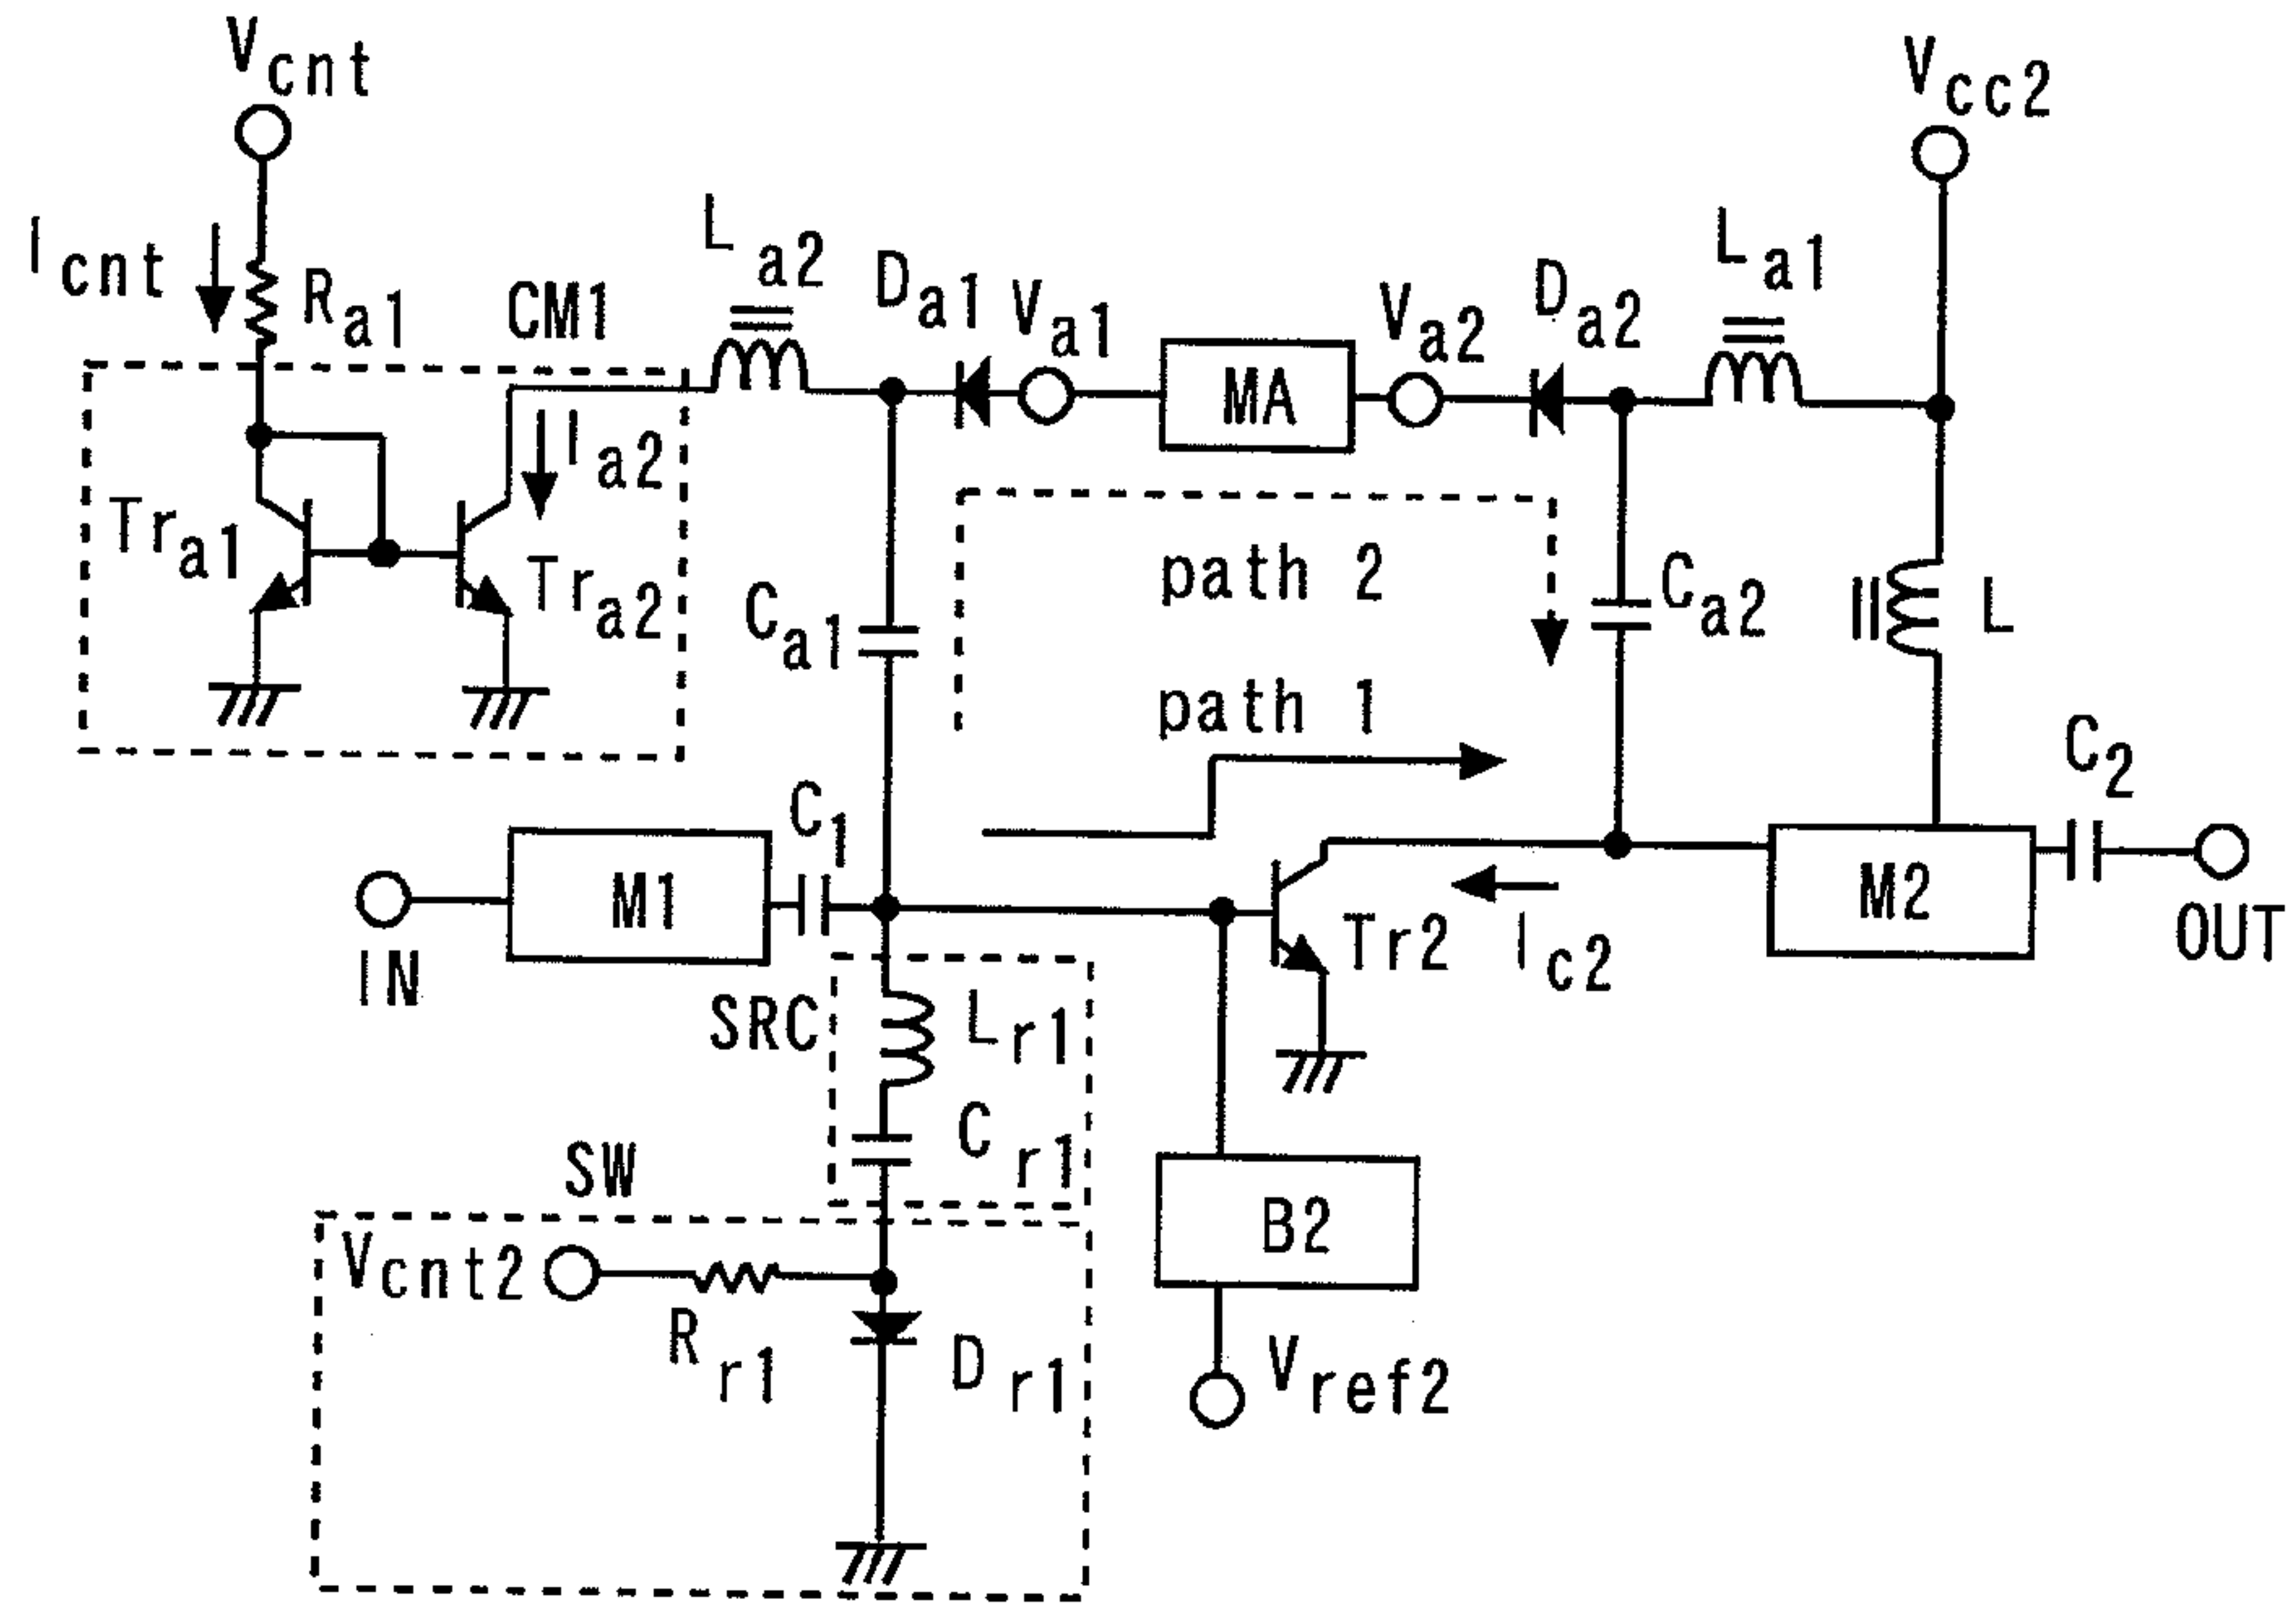 Vcnt
Vcc2
Icnt
Ra1
CM1
La2
Da1
Va1
MA
Va2
Da2
La1
Ia2
Tra1
Tra2
Ca1
path 2
Ca2
L
path 1
C1
C2
IN
M1
Tr2
Ic2
M2
OUT
SRC
Lr1
Cr1
SW
Vcnt2
Rr1
Dr1
B2
Vref2